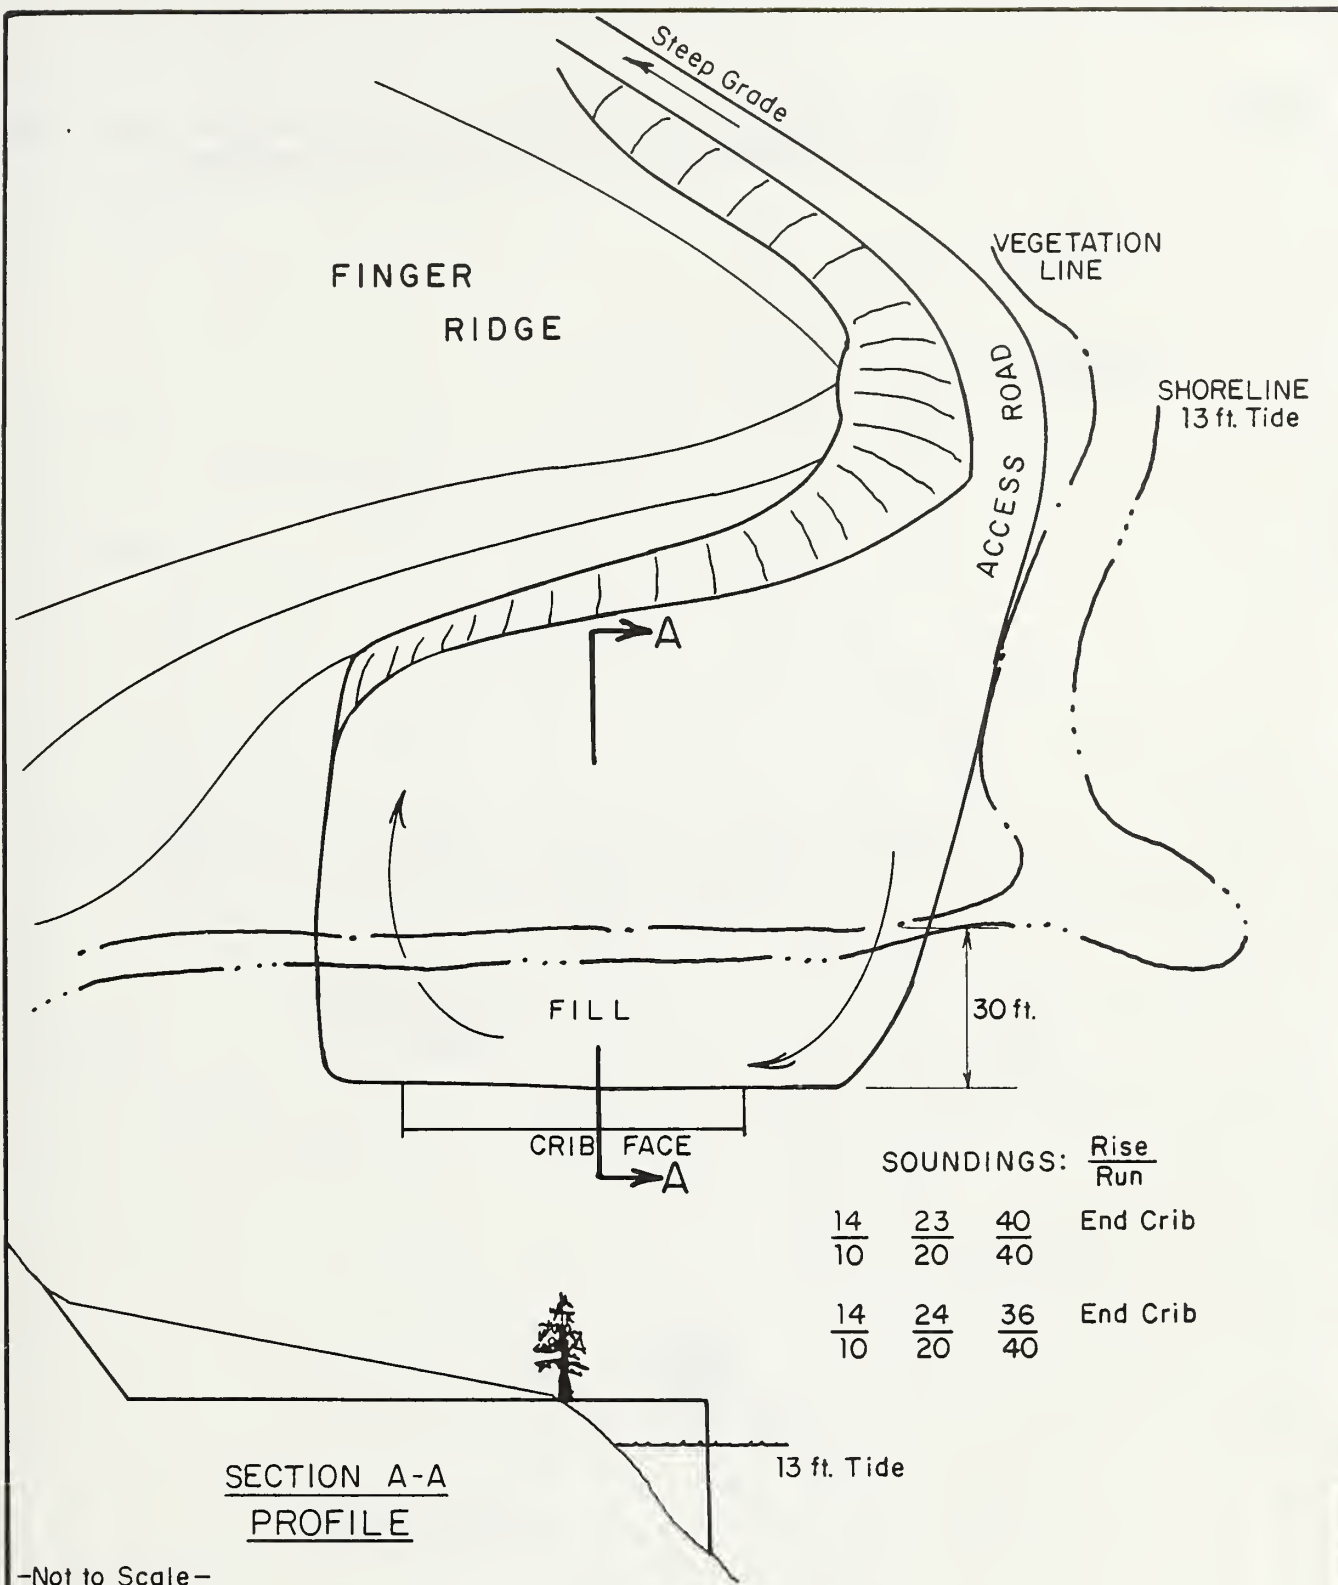 Steep Grade
VEGETATION
LINE
FINGER
RIDGE
SHORELINE
13 ft. Tide
ACCESS ROAD
A
FILL
30 ft.
CRIB FACE
A
SOUNDINGS: Rise
Run
14 23 40 End Crib
10 20 40
14 24 36 End Crib
10 20 40
13 ft. Tide
SECTION A-A
PROFILE
-Not to Scale-